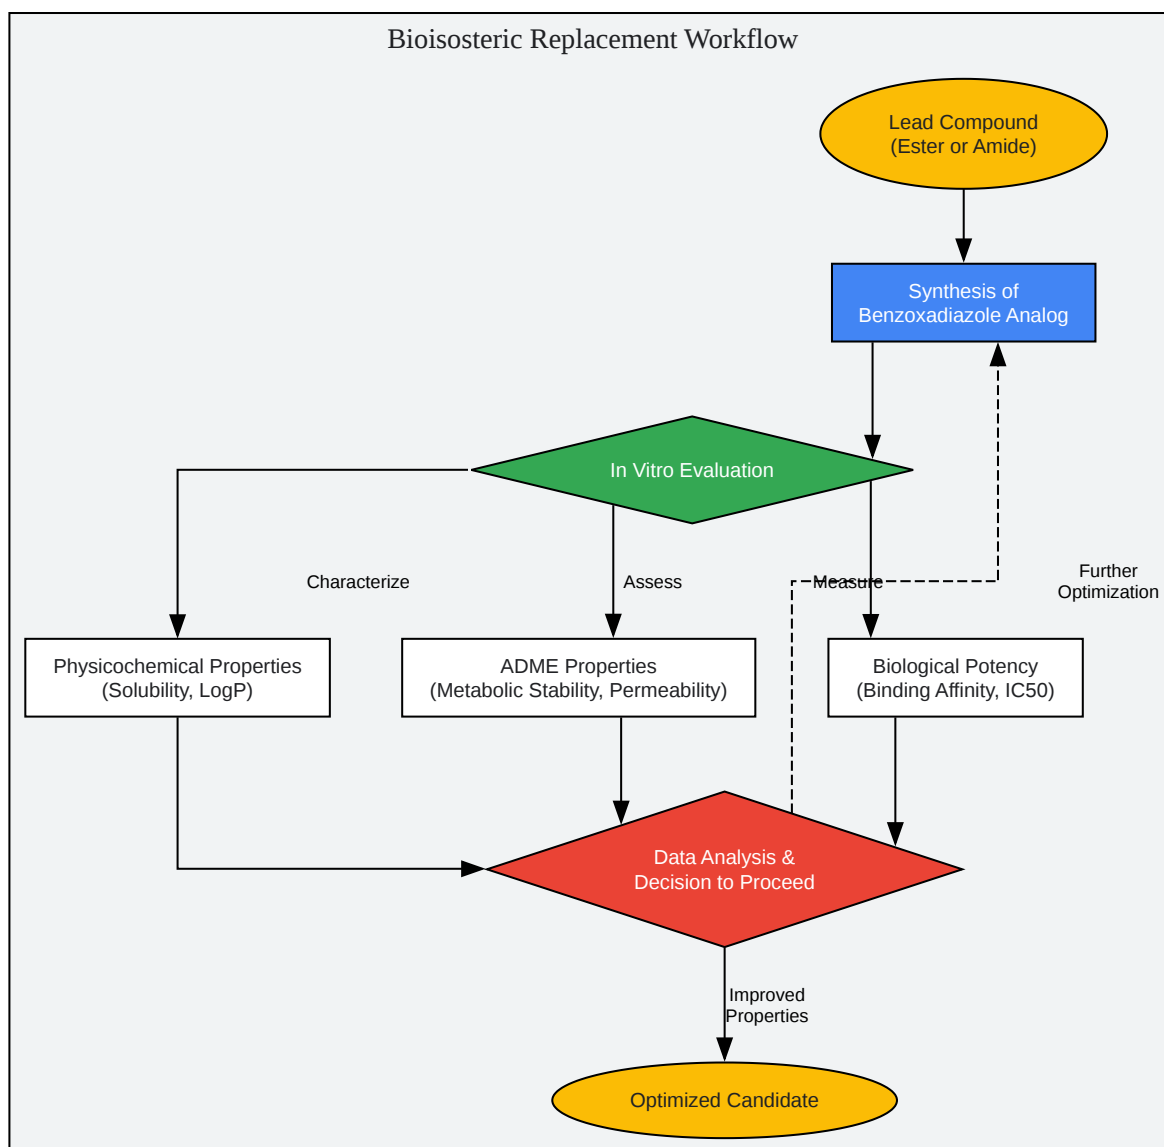 Bioisosteric Replacement Workflow
Lead Compound
(Ester or Amide)
Synthesis of
Benzoxadiazole Analog
In Vitro Evaluation
Characterize
Assess
Measure
Further
Optimization
Physicochemical Properties
(Solubility, LogP)
ADME Properties
(Metabolic Stability, Permeability)
Biological Potency
(Binding Affinity, IC50)
Data Analysis &
Decision to Proceed
Improved
Properties
Optimized Candidate